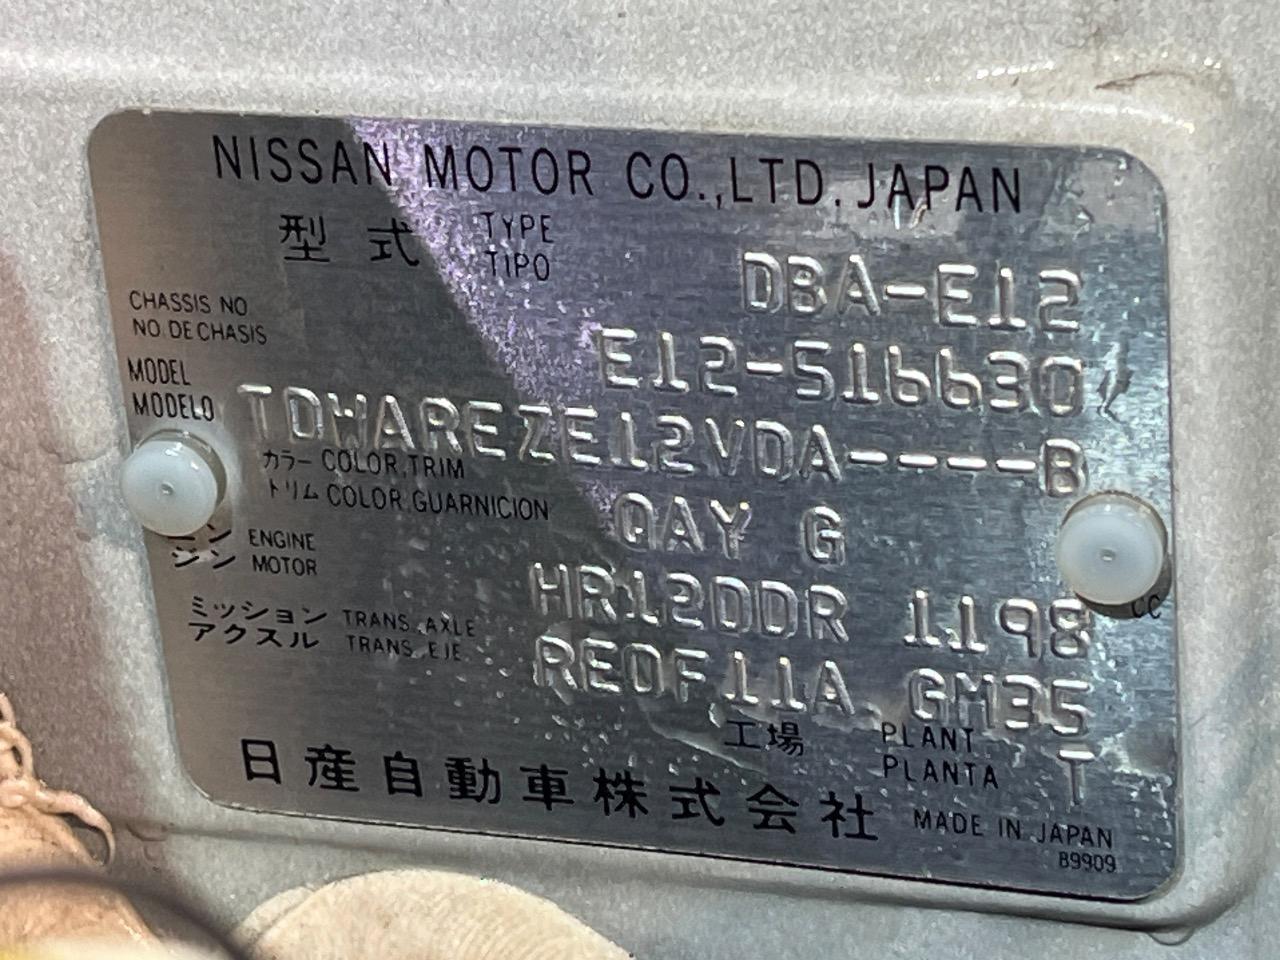 NISSAN MOTOR CO.,LTD.JAPAN
型 式 TYPE
TIPO
DBA-E12
CHASSIS NO
NO.DE CHASIS
E12-516630
MODEL
MODELO
TDWAREZE12VDA----B
カラー COLOR,TRIM
トリム COLOR,GUARNICION
QAY G
ENGINE
ジン MOTOR
HR12DDR 1198 CC
ミッション TRANS.,AXLE
アクスル TRANS.,EJE
RE0F11A GM35
工場 PLANT
PLANTA
T
日産自動車株式会社
MADE IN JAPAN
B9909